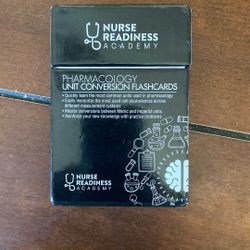 NURSE
READINESS
ACADEMY
PHARMACOLOGY
UNIT CONVERSION FLASHCARDS
• Quickly learn the most common units used in pharmacology
• Easily memorize the most used unit equivalences across
different measurement systems
• Master conversions between Metric and Imperial units
• Reinforce your new knowledge with practice problems
NURSE
READINESS
ACADEMY